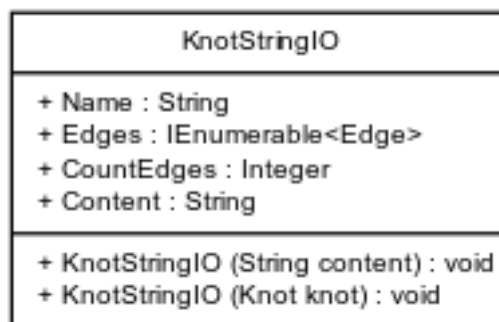 KnotStringIO
+ Name : String
+ Edges : IEnumerable<Edge>
+ CountEdges : Integer
+ Content : String
+ KnotStringIO (String content) : void
+ KnotStringIO (Knot knot) : void